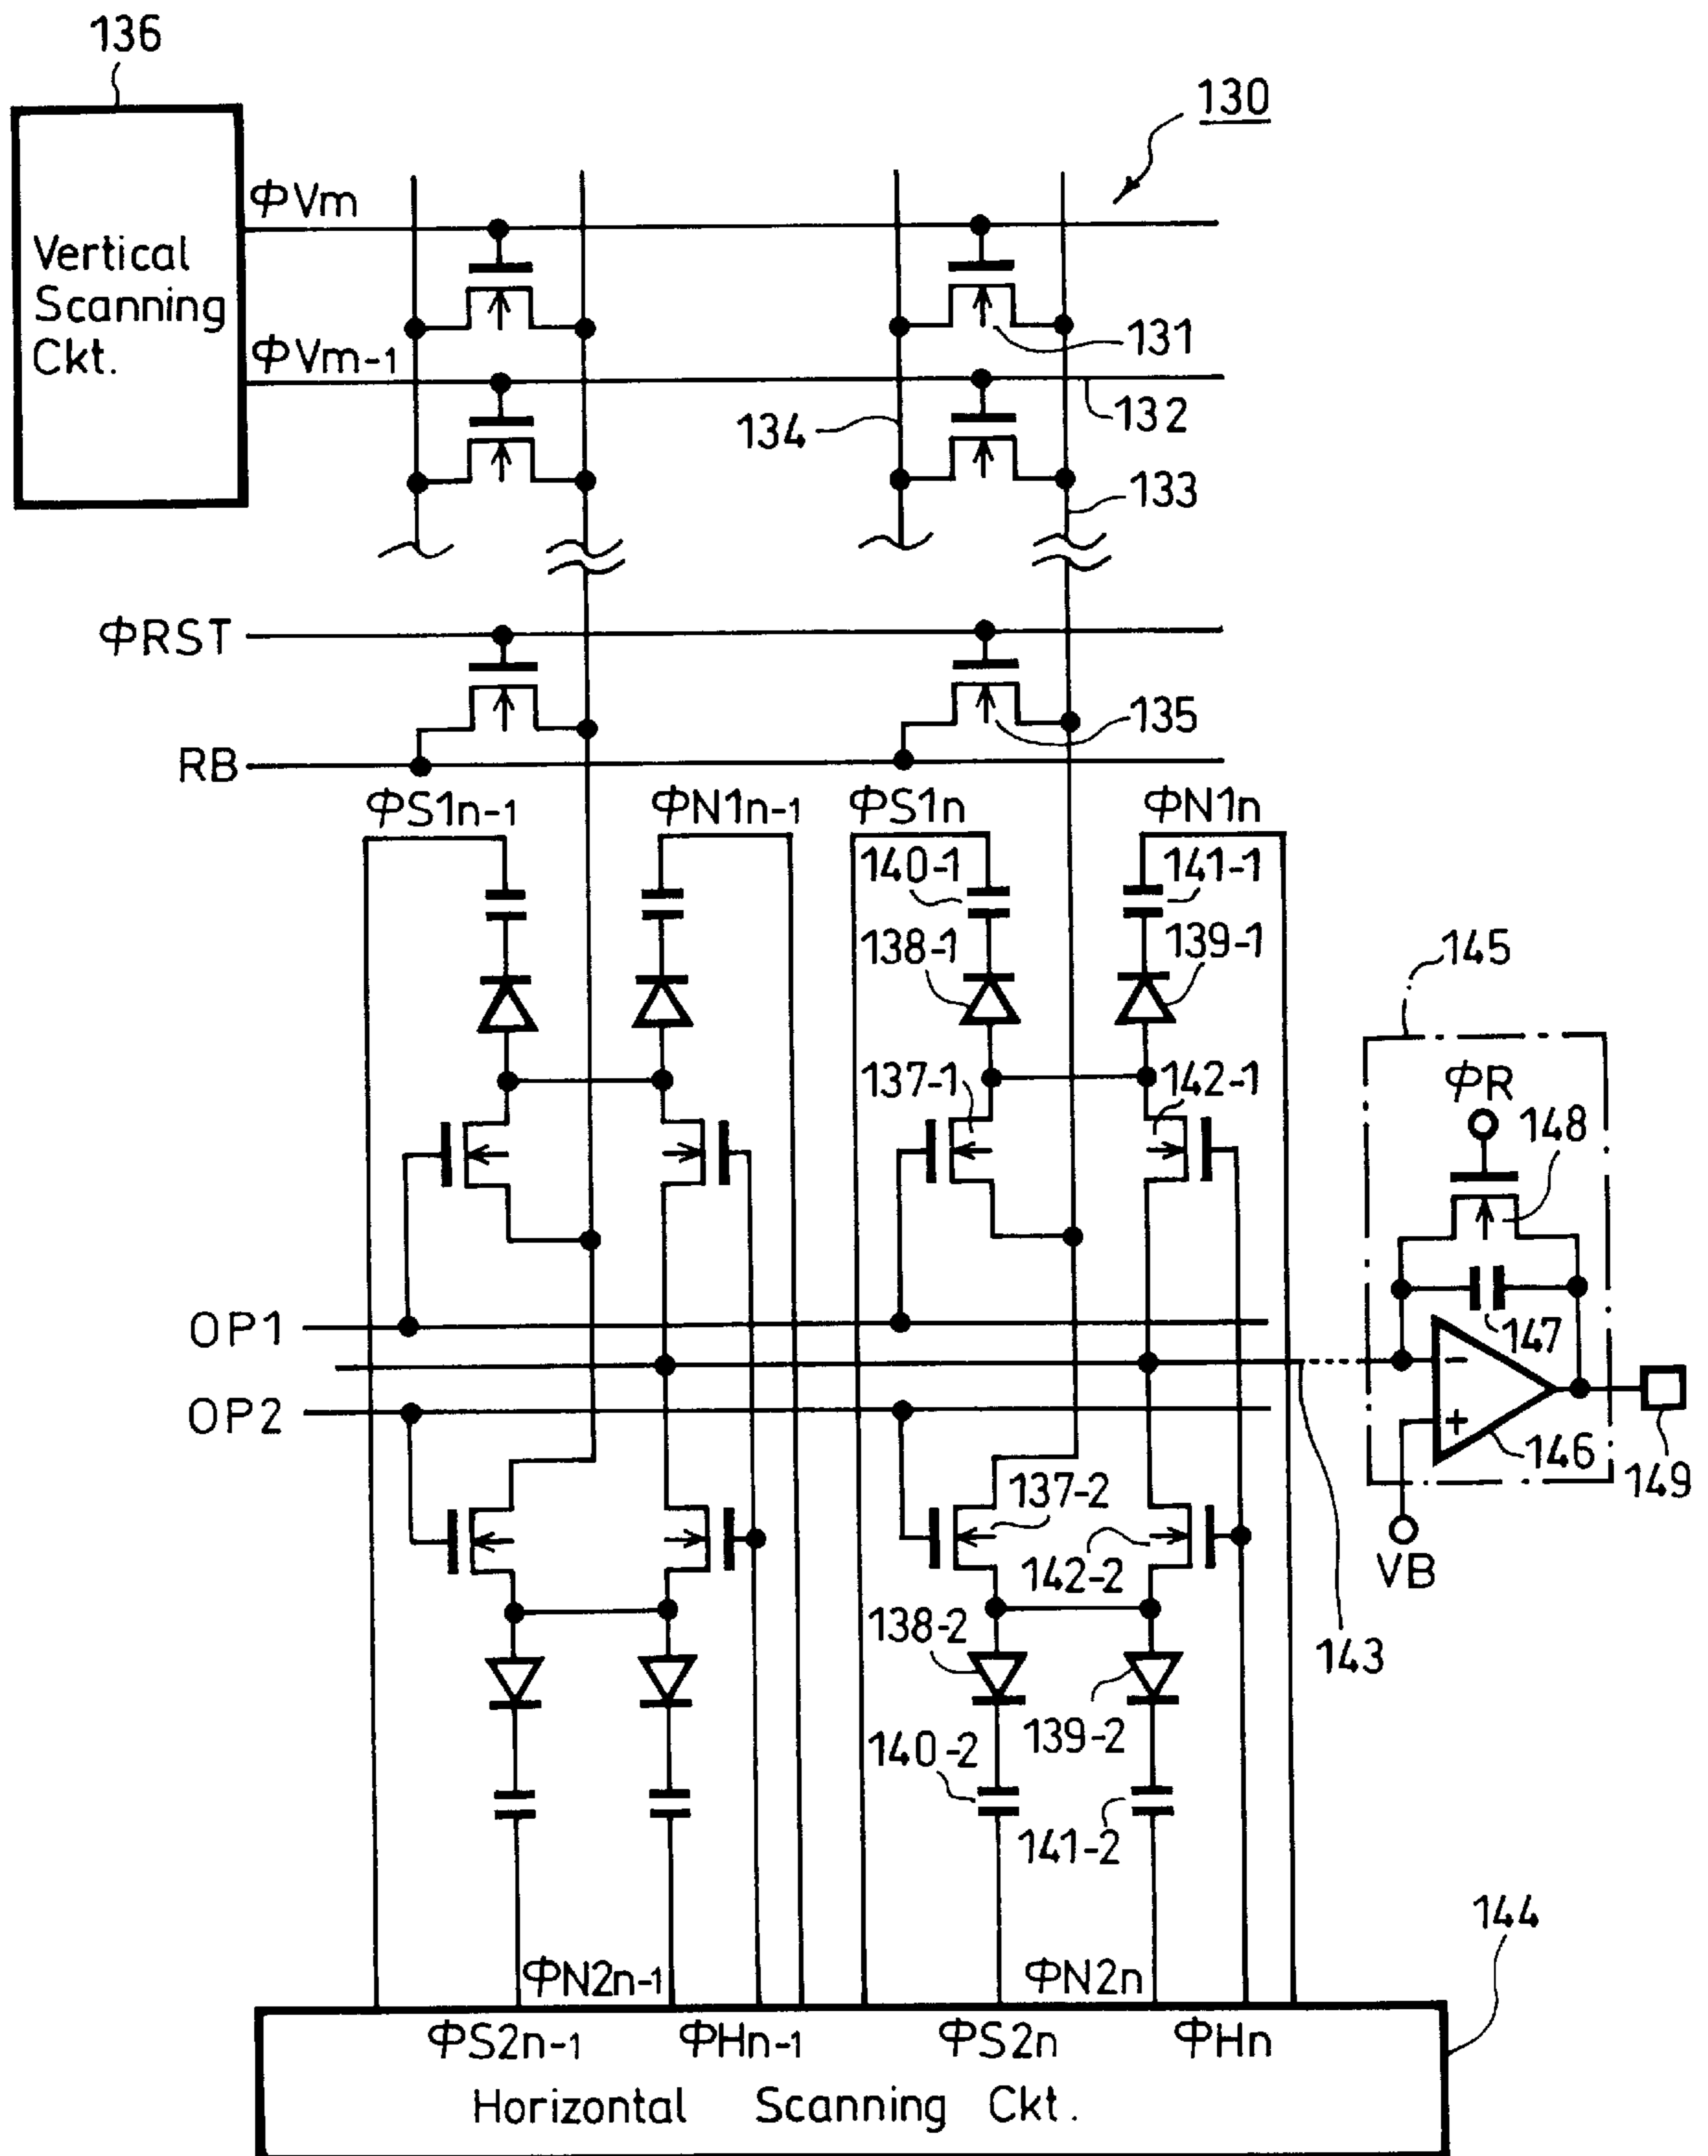 136
130
ΦVm
Vertical
Scanning
Ckt.
131
ΦVm-1
132
134
133
ΦRST
135
RB
ΦS1n-1
ΦN1n-1
ΦS1n
ΦN1n
140-1
141-1
138-1
139-1
145
137-1
142-1
ΦR
148
OP1
147
OP2
146
149
137-2
142-2
VB
138-2
143
140-2
139-2
141-2
144
ΦN2n-1
ΦN2n
ΦS2n-1
ΦHn-1
ΦS2n
ΦHn
Horizontal Scanning Ckt.
-
+